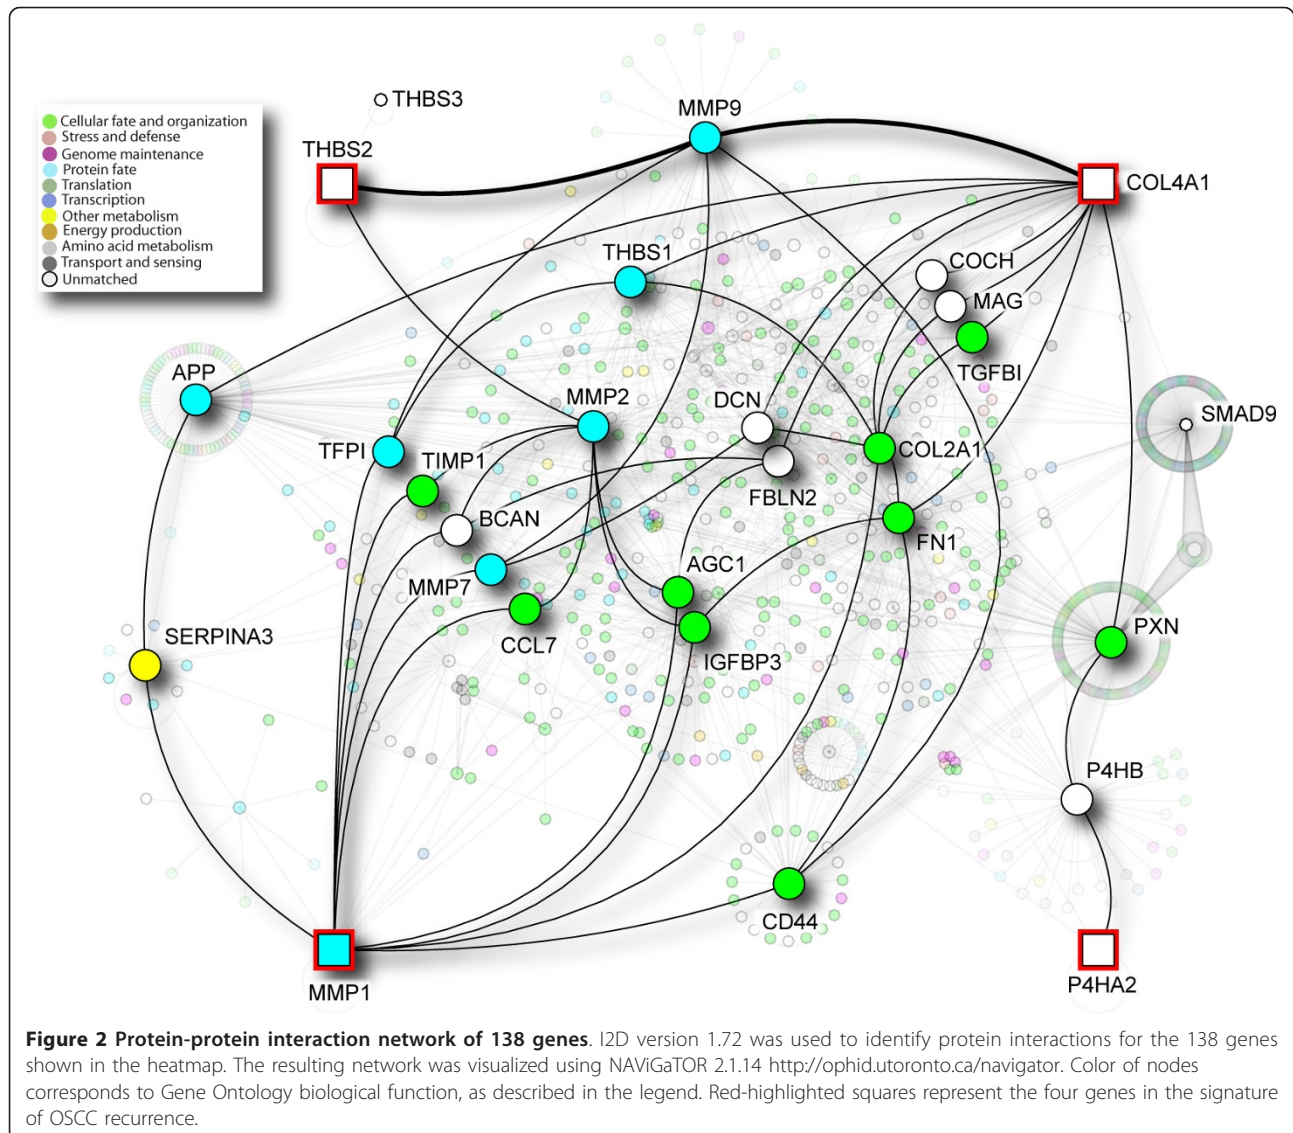 THBS3
MMP9
Cellular fate and organization
Stress and defense
Genome maintenance
Protein fate
Translation
Transcription
Other metabolism
Energy production
Amino acid metabolism
Transport and sensing
Unmatched
THBS2
COL4A1
THBS1
COCH
MAG
TGFBI
APP
MMP2
DCN
SMAD9
TFPI
TIMP1
COL2A1
FBLN2
BCAN
FN1
MMP7
AGC1
CCL7
IGFBP3
SERPINA3
PXN
P4HB
CD44
MMP1
P4HA2
Figure 2 Protein-protein interaction network of 138 genes. I2D version 1.72 was used to identify protein interactions for the 138 genes
shown in the heatmap. The resulting network was visualized using NAViGaTOR 2.1.14 http://ophid.utoronto.ca/navigator. Color of nodes
corresponds to Gene Ontology biological function, as described in the legend. Red-highlighted squares represent the four genes in the signature
of OSCC recurrence.